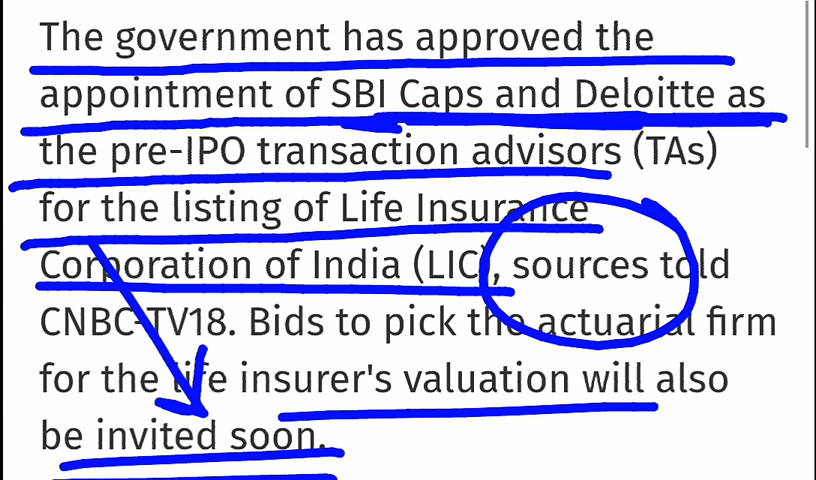 The government has approved the
appointment of SBI Caps and Deloitte as
the pre-IPO transaction advisors (TAs)
for the listing of Life Insurance
Corporation of India (LIC), sources told
CNBC-TV18. Bids to pick the actuarial firm
for the life insurer's valuation will also
be invited soon.